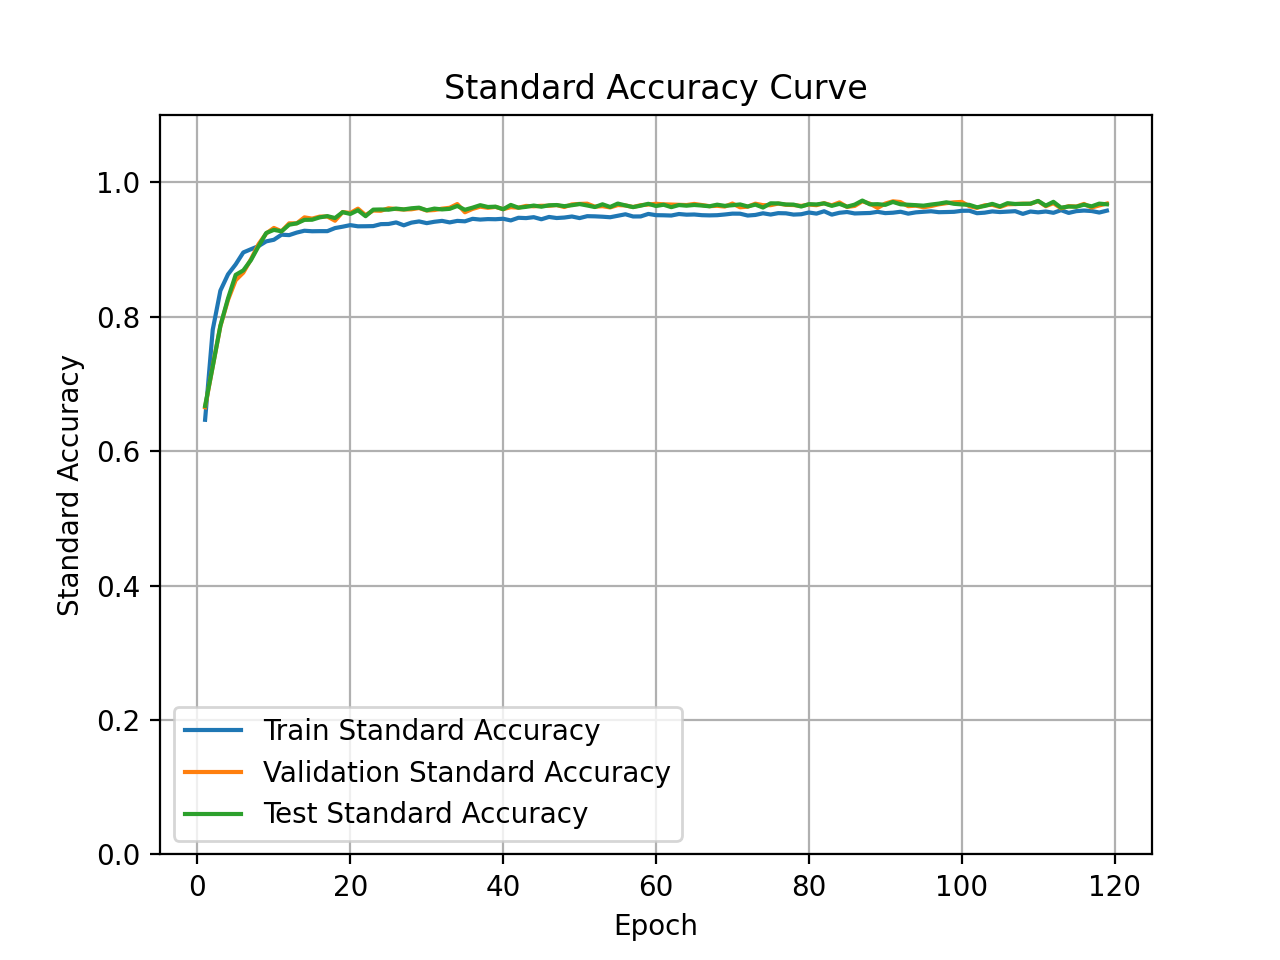 Standard Accuracy Curve
1.0
0.8
0.6
0.4
0.2
0.0
Standard Accuracy
Train Standard Accuracy
Validation Standard Accuracy
Test Standard Accuracy
0 20 40 60 80 100 120
Epoch